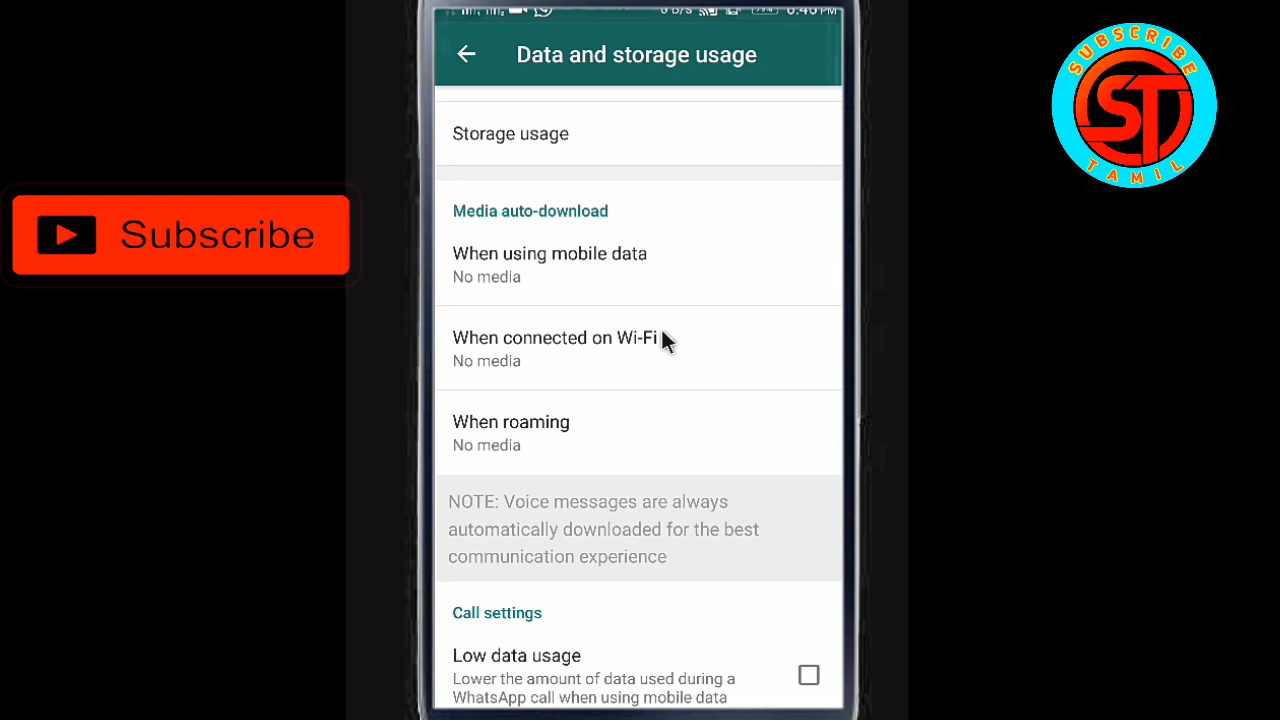 Data and storage usage
Storage usage
Media auto-download
When using mobile data
No media
When connected on Wi-Fi
No media
When roaming
No media
NOTE: Voice messages are always
automatically downloaded for the best
communication experience
Call settings
Low data usage
Lower the amount of data used during a
WhatsApp call when using mobile data
Subscribe
SUBSCRIBE
ST
TAMIL